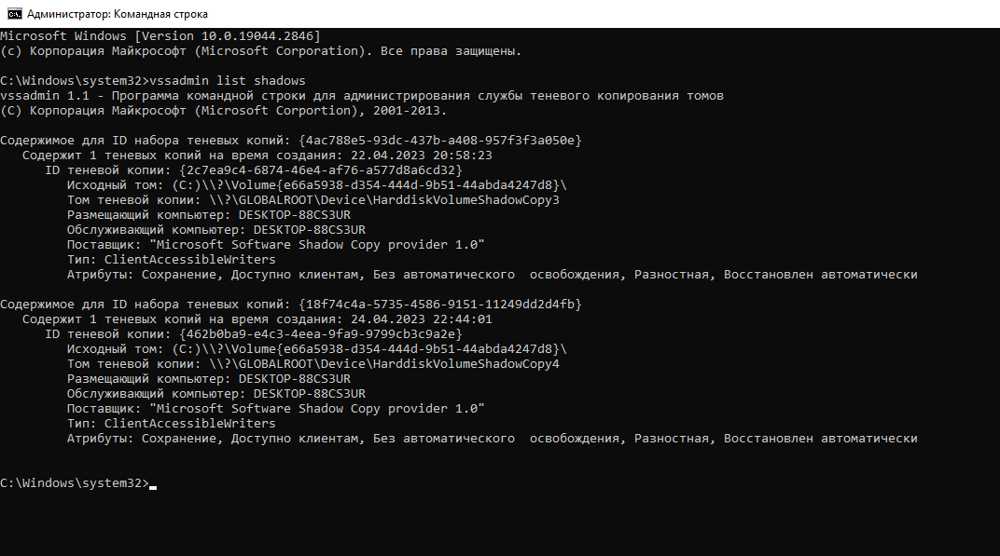 Администратор: Командная строка
Microsoft Windows [Version 10.0.19044.2846]
(c) Корпорация Майкрософт (Microsoft Corporation). Все права защищены.
C:\Windows\system32>vssadmin list shadows
vssadmin 1.1 - Программа командной строки для администрирования службы теневого копирования томов
(C) Корпорация Майкрософт (Microsoft Corportion), 2001-2013.
Содержимое для ID набора теневых копий: {4ac788e5-93dc-437b-a408-957f3f3a050e}
Содержит 1 теневых копий на время создания: 22.04.2023 20:58:23
ID теневой копии: {2c7ea9c4-6874-46e4-af76-a577d8a6cd32}
Исходный том: (C:)\\?\Volume{e66a5938-d354-444d-9b51-44abda4247d8}\
Том теневой копии: \\?\GLOBALROOT\Device\HarddiskVolumeShadowCopy3
Размещающий компьютер: DESKTOP-88CS3UR
Обслуживающий компьютер: DESKTOP-88CS3UR
Поставщик: "Microsoft Software Shadow Copy provider 1.0"
Тип: ClientAccessibleWriters
Атрибуты: Сохранение, Доступно клиентам, Без автоматического  освобождения, Разностная, Восстановлен автоматически
Содержимое для ID набора теневых копий: {18f74c4a-5735-4586-9151-11249dd2d4fb}
Содержит 1 теневых копий на время создания: 24.04.2023 22:44:01
ID теневой копии: {462b0ba9-e4c3-4eea-9fa9-9799cb3c9a2e}
Исходный том: (C:)\\?\Volume{e66a5938-d354-444d-9b51-44abda4247d8}\
Том теневой копии: \\?\GLOBALROOT\Device\HarddiskVolumeShadowCopy4
Размещающий компьютер: DESKTOP-88CS3UR
Обслуживающий компьютер: DESKTOP-88CS3UR
Поставщик: "Microsoft Software Shadow Copy provider 1.0"
Тип: ClientAccessibleWriters
Атрибуты: Сохранение, Доступно клиентам, Без автоматического  освобождения, Разностная, Восстановлен автоматически
C:\Windows\system32>